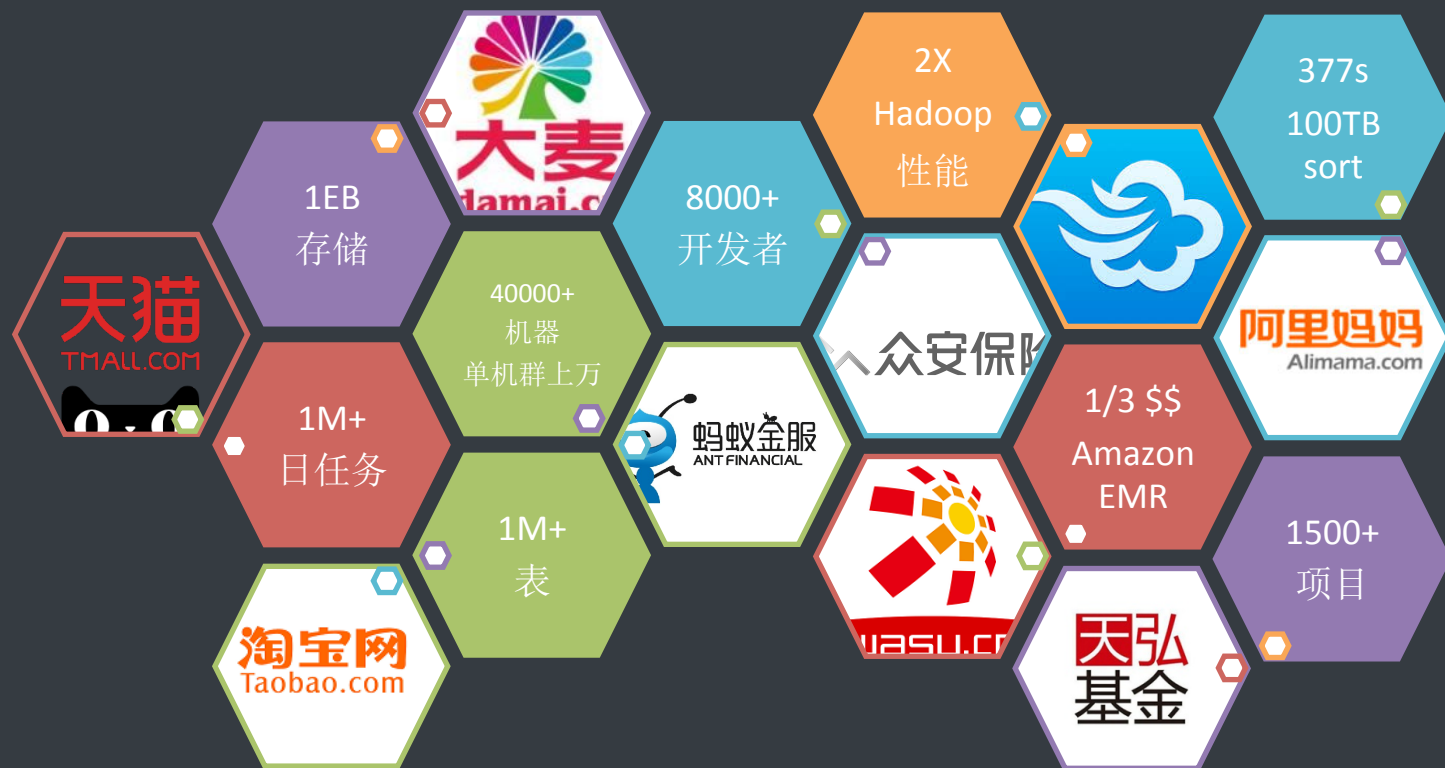 天猫
TMALL.COM
1EB
存储
1M+
日任务
淘宝网
Taobao.com
大麦
damai.c
40000+
机器
单机群上万
1M+
表
8000+
开发者
蚂蚁金服
ANT FINANCIAL
2X
Hadoop
性能
众安保险
wasu.c
1/3 $$
Amazon
EMR
天弘
基金
377s
100TB
sort
阿里妈妈
Alimama.com
1500+
项目